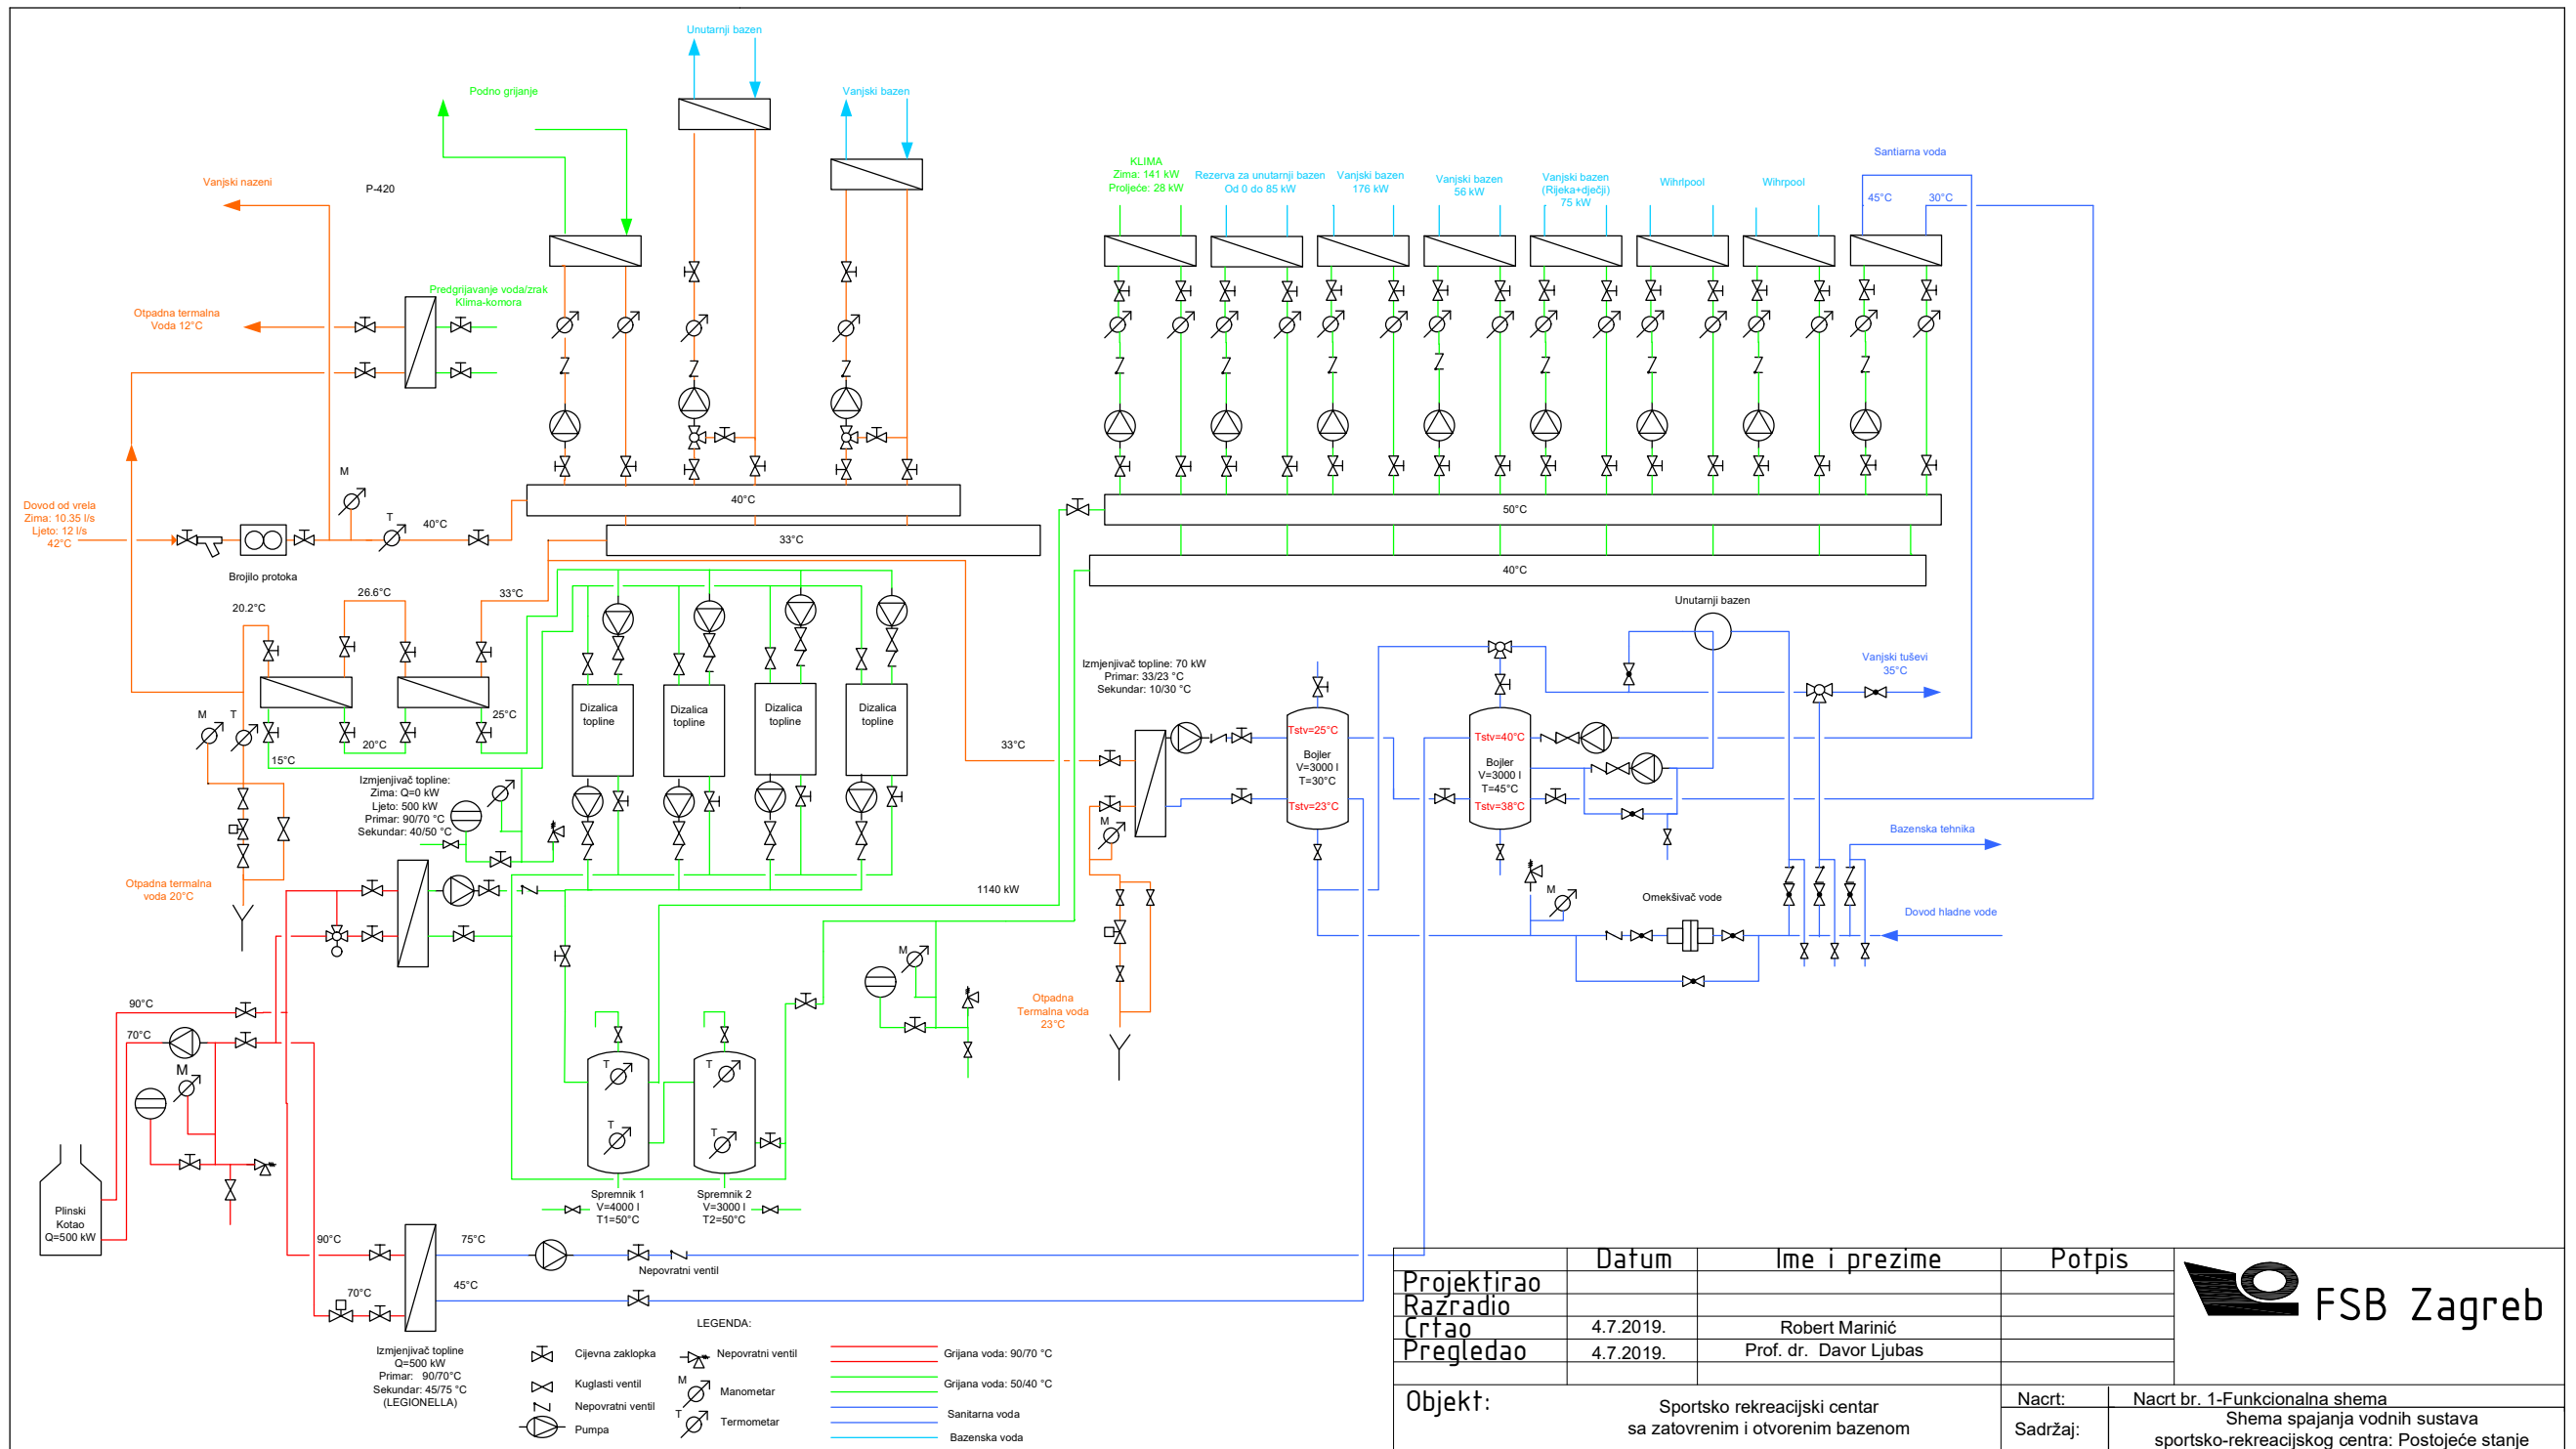 Unutarnji bazen
Podno grijanje
Vanjski bazen
Vanjski nazeni
P-420
Predgrijavanje voda/zrak
Klima-komora
Otpadna termalna
Voda 12°C
Dovod od vrela
Zima: 10.35 l/s
Ljeto: 12 l/s
42°C
M
T
40°C
Brojilo protoka
40°C
33°C
KLIMA
Zima: 141 kW
Proljeće: 28 kW
Rezerva za unutarnji bazen
Od 0 do 85 kW
Vanjski bazen
176 kW
Vanjski bazen
56 kW
Vanjski bazen
(Rijeka+dječji)
75 kW
Wihrlpool
Wihrpool
Santiarna voda
45°C
30°C
50°C
40°C
20.2°C
26.6°C
33°C
25°C
20°C
15°C
M
T
Dizalica
topline
Dizalica
topline
Dizalica
topline
Dizalica
topline
Izmjenjivač topline:
Zima: Q=0 kW
Ljeto: 500 kW
Primar: 90/70 °C
Sekundar: 40/50 °C
Otpadna termalna
voda 20°C
33°C
1140 kW
Izmjenjivač topline: 70 kW
Primar: 33/23 °C
Sekundar: 10/30 °C
M
Tstv=25°C
Bojler
V=3000 l
T=30°C
Tstv=23°C
Tstv=40°C
Bojler
V=3000 l
T=45°C
Tstv=38°C
Unutarnji bazen
Vanjski tuševi
35°C
Bazenska tehnika
Dovod hladne vode
Omekšivač vode
M
Otpadna
Termalna voda
23°C
M
90°C
70°C
M
Plinski
Kotao
Q=500 kW
T
T
T
T
Spremnik 1
V=4000 l
T1=50°C
Spremnik 2
V=3000 l
T2=50°C
90°C
70°C
75°C
45°C
Nepovratni ventil
Izmjenjivač topline
Q=500 kW
Primar: 90/70°C
Sekundar: 45/75 °C
(LEGIONELLA)
LEGENDA:
Cijevna zaklopka
Kuglasti ventil
Nepovratni ventil
Pumpa
Nepovratni ventil
M
Manometar
T
Termometar
Grijana voda: 90/70 °C
Grijana voda: 50/40 °C
Sanitarna voda
Bazenska voda
Datum
Ime i prezime
Potpis
Projektirao
Razradio
Crtao
4.7.2019.
Robert Marinić
Pregledao
4.7.2019.
Prof. dr. Davor Ljubas
FSB Zagreb
Objekt:
Sportsko rekreacijski centar
sa zatovrenim i otvorenim bazenom
Nacrt:
Nacrt br. 1-Funkcionalna shema
Sadržaj:
Shema spajanja vodnih sustava
sportsko-rekreacijskog centra: Postojeće stanje